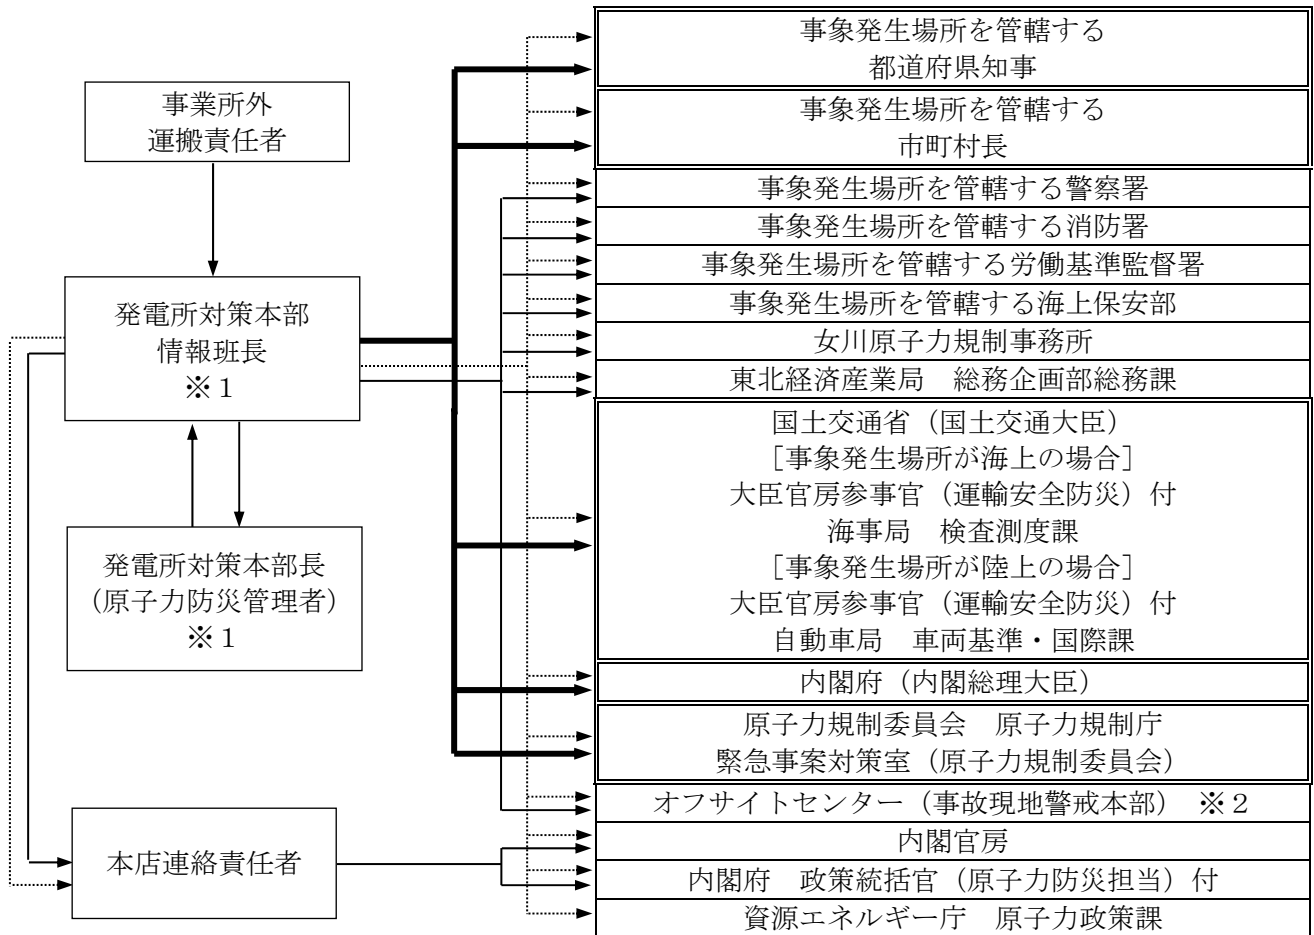 事業所外
運搬責任者
発電所対策本部
情報班長
※１
発電所対策本部長
（原子力防災管理者）
※１
本店連絡責任者
事象発生場所を管轄する
都道府県知事
事象発生場所を管轄する
市町村長
事象発生場所を管轄する警察署
事象発生場所を管轄する消防署
事象発生場所を管轄する労働基準監督署
事象発生場所を管轄する海上保安部
女川原子力規制事務所
東北経済産業局　総務企画部総務課
国土交通省（国土交通大臣）
［事象発生場所が海上の場合］
大臣官房参事官（運輸安全防災）付
海事局　検査測度課
［事象発生場所が陸上の場合］
大臣官房参事官（運輸安全防災）付
自動車局　車両基準・国際課
内閣府（内閣総理大臣）
原子力規制委員会　原子力規制庁
緊急事案対策室（原子力規制委員会）
オフサイトセンター（事故現地警戒本部）　※２
内閣官房
内閣府　政策統括官（原子力防災担当）付
資源エネルギー庁　原子力政策課